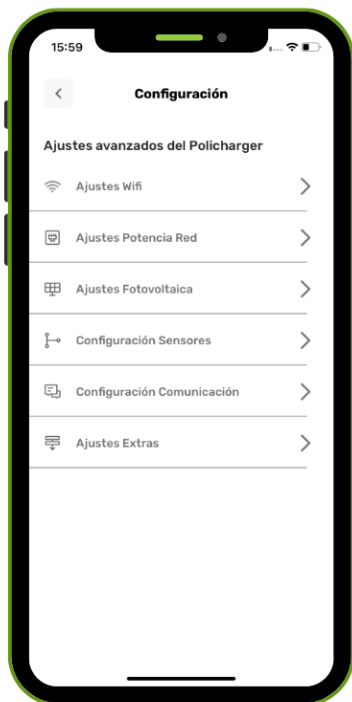 15:59
Configuración
Ajustes avanzados del Policharger
Ajustes Wifi
Ajustes Potencia Red
Ajustes Fotovoltaica
Configuración Sensores
Configuración Comunicación
Ajustes Extras